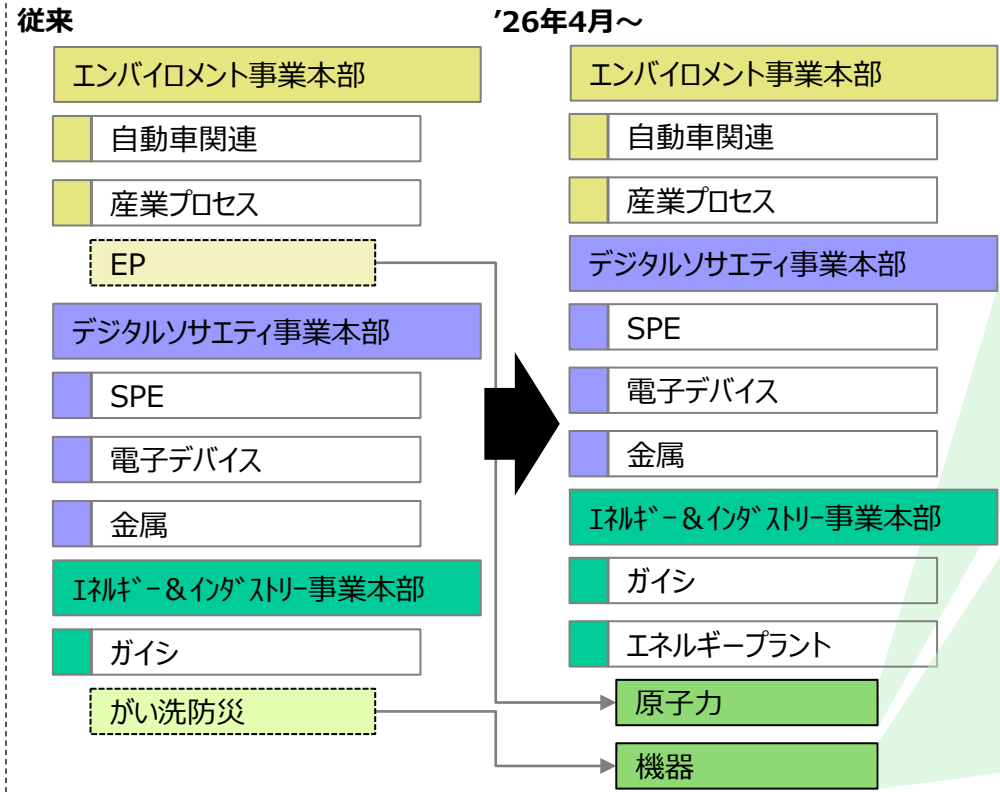 従来
エンバイロメント事業本部
自動車関連
産業プロセス
EP
デジタルソサエティ事業本部
SPE
電子デバイス
金属
ｴﾈﾙｷﾞｰ＆ｲﾝﾀﾞｽﾄﾘｰ事業本部
ガイシ
がい洗防災
’26年4月～
エンバイロメント事業本部
自動車関連
産業プロセス
デジタルソサエティ事業本部
SPE
電子デバイス
金属
ｴﾈﾙｷﾞｰ＆ｲﾝﾀﾞｽﾄﾘｰ事業本部
ガイシ
エネルギープラント
原子力
機器